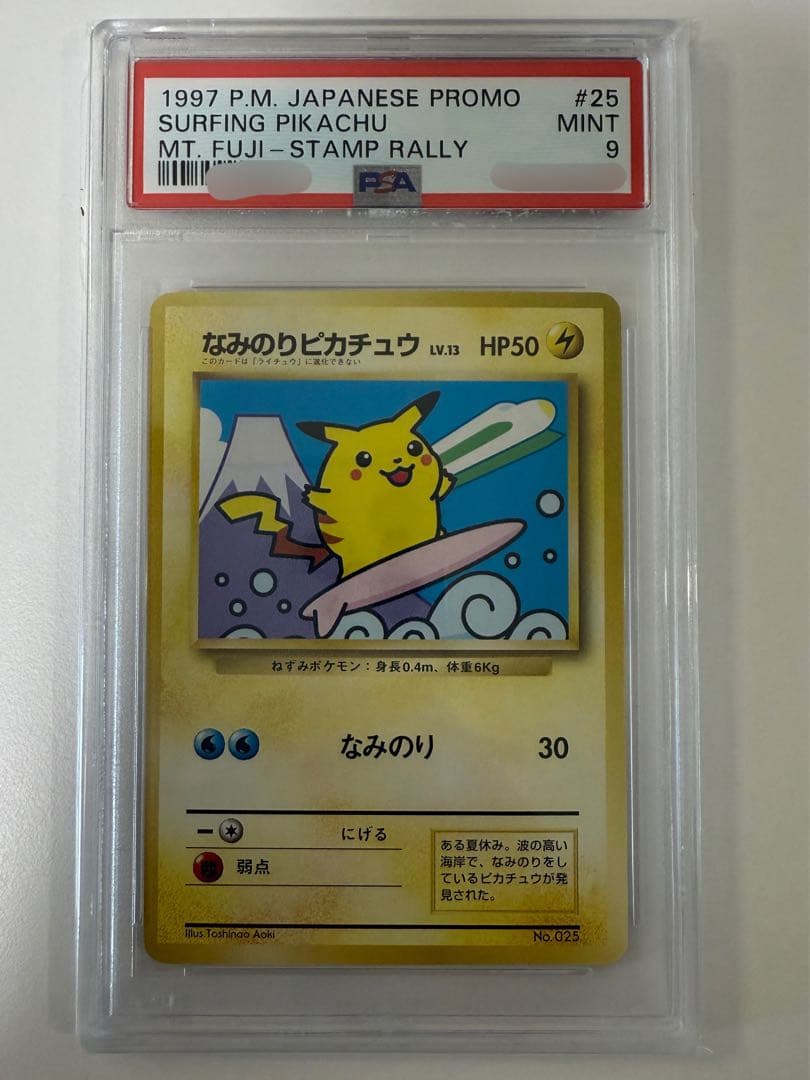 1997 P.M. JAPANESE PROMO #25
SURFING PIKACHU MINT
MT. FUJI-STAMP RALLY 9
PSA
なみのりピカチュウ LV.13 HP50
このカードは「ライチュウ」に進化できない
ねずみポケモン：身長0.4m、体重6Kg
なみのり 30
にげる
弱点
ある夏休み。波の高い
海岸で、なみのりをし
ているピカチュウが発
見された。
Illus.Toshinao Aoki No.025